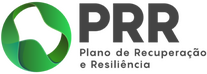 PRR
Plano de Recuperação
e Resiliência